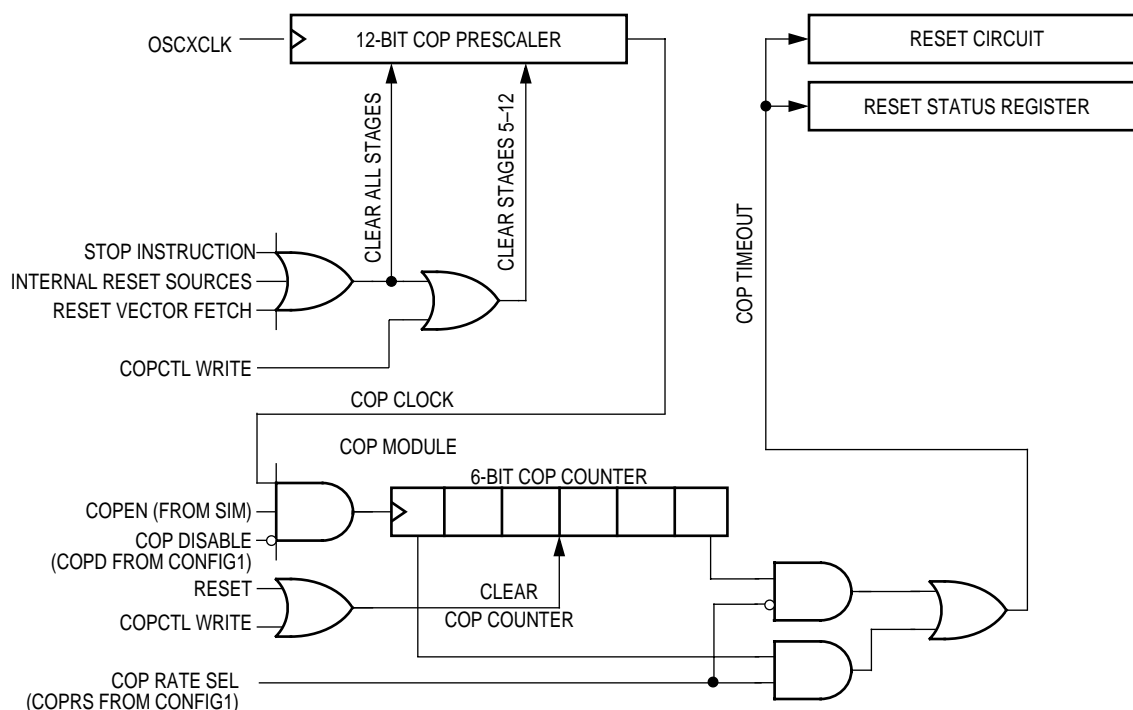 OSCXCLK
12-BIT COP PRESCALER
RESET CIRCUIT
RESET STATUS REGISTER
CLEAR ALL STAGES
CLEAR STAGES 5–12
STOP INSTRUCTION
INTERNAL RESET SOURCES
RESET VECTOR FETCH
COPCTL WRITE
COP TIMEOUT
COP CLOCK
COP MODULE
6-BIT COP COUNTER
COPEN (FROM SIM)
COP DISABLE
(COPD FROM CONFIG1)
RESET
COPCTL WRITE
CLEAR
COP COUNTER
COP RATE SEL
(COPRS FROM CONFIG1)